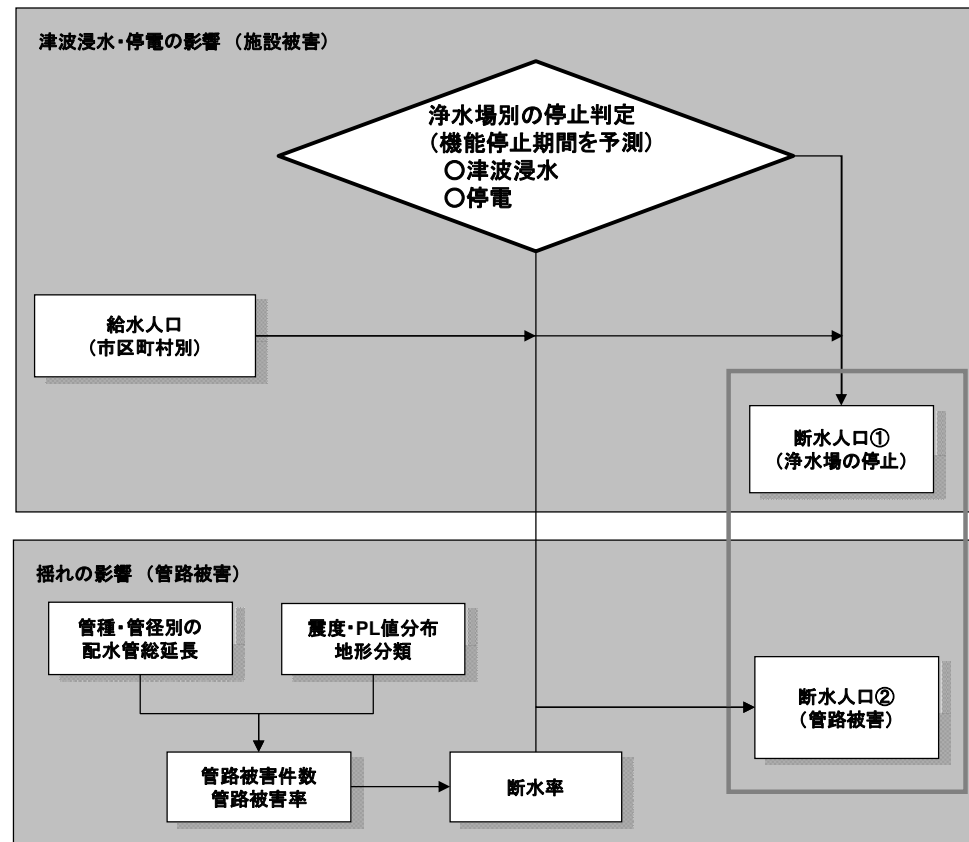 津波浸水・停電の影響（施設被害）
浄水場別の停止判定
（機能停止期間を予測）
○津波浸水
○停電
給水人口
（市区町村別）
断水人口①
（浄水場の停止）
揺れの影響（管路被害）
管種・管径別の
配水管総延長
震度・PL値分布
地形分類
断水人口②
（管路被害）
管路被害件数
管路被害率
断水率